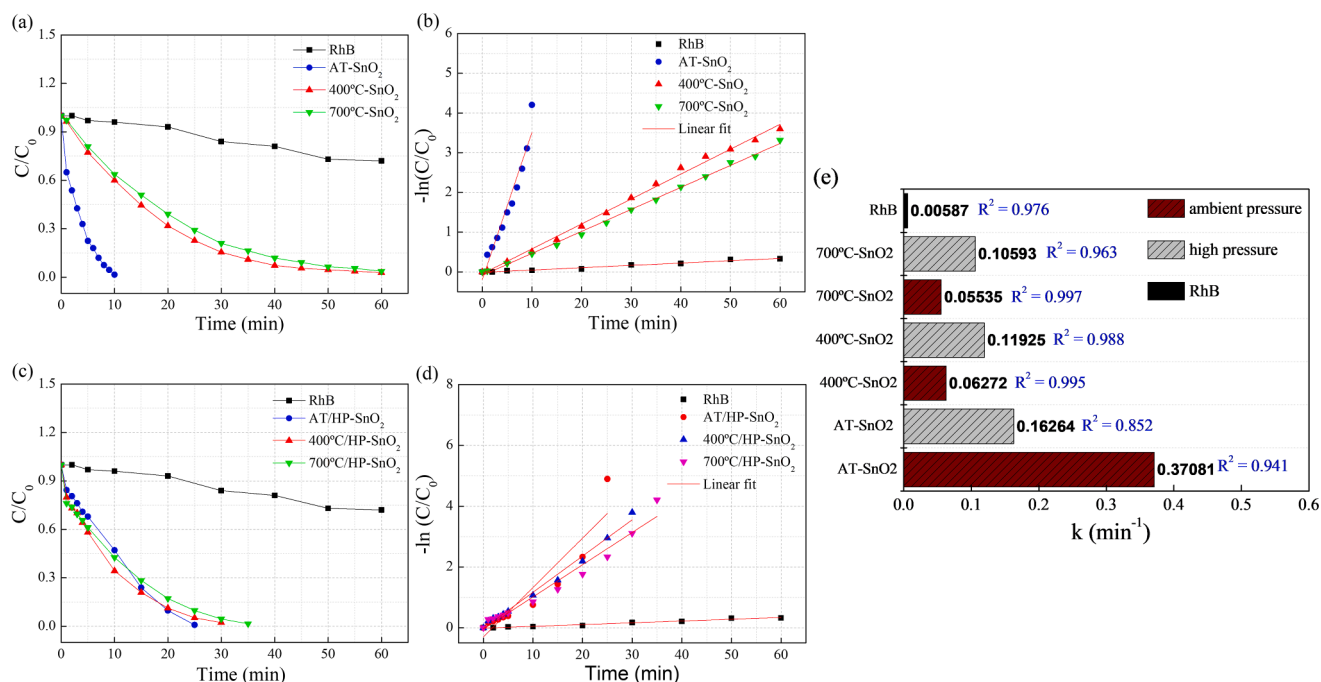 (a)
1.5
1.2
0.9
0.6
0.3
0.0
C/C₀
0 10 20 30 40 50 60
Time (min)
RhB
AT-SnO₂
400ºC-SnO₂
700ºC-SnO₂
(b)
6
5
4
3
2
1
0
-1
-ln(C/C₀)
0 10 20 30 40 50 60
Time (min)
RhB
AT-SnO₂
400ºC-SnO₂
700ºC-SnO₂
Linear fit
(c)
1.5
1.2
0.9
0.6
0.3
0.0
C/C₀
0 10 20 30 40 50 60
Time (min)
RhB
AT/HP-SnO₂
400ºC/HP-SnO₂
700ºC/HP-SnO₂
(d)
8
6
4
2
0
-ln (C/C₀)
0 10 20 30 40 50 60
Time (min)
RhB
AT/HP-SnO₂
400ºC/HP-SnO₂
700ºC/HP-SnO₂
Linear fit
(e)
RhB 0.00587 R² = 0.976
700ºC-SnO2 0.10593 R² = 0.963
700ºC-SnO2 0.05535 R² = 0.997
400ºC-SnO2 0.11925 R² = 0.988
400ºC-SnO2 0.06272 R² = 0.995
AT-SnO2 0.16264 R² = 0.852
AT-SnO2 0.37081 R² = 0.941
ambient pressure
high pressure
RhB
0.0 0.1 0.2 0.3 0.4 0.5 0.6
k (min⁻¹)